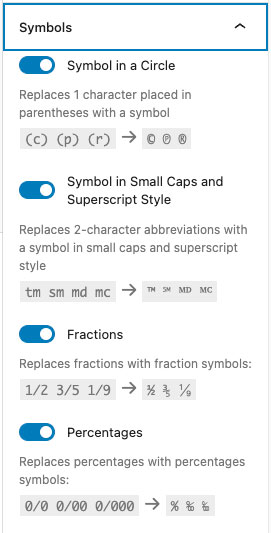 Symbols
Symbol in a Circle
Replaces 1 character placed in
parentheses with a symbol
(c) (p) (r) → © ℗ ®
Symbol in Small Caps and
Superscript Style
Replaces 2-character abbreviations with
a symbol in small caps and superscript
style
tm sm md mc → ™ ℠ 🅫 🅪
Fractions
Replaces fractions with fraction symbols:
1/2 3/5 1/9 → ½ ⅗ ⅑
Percentages
Replaces percentages with percentages
symbols:
0/0 0/00 0/000 → % ‰ ‱